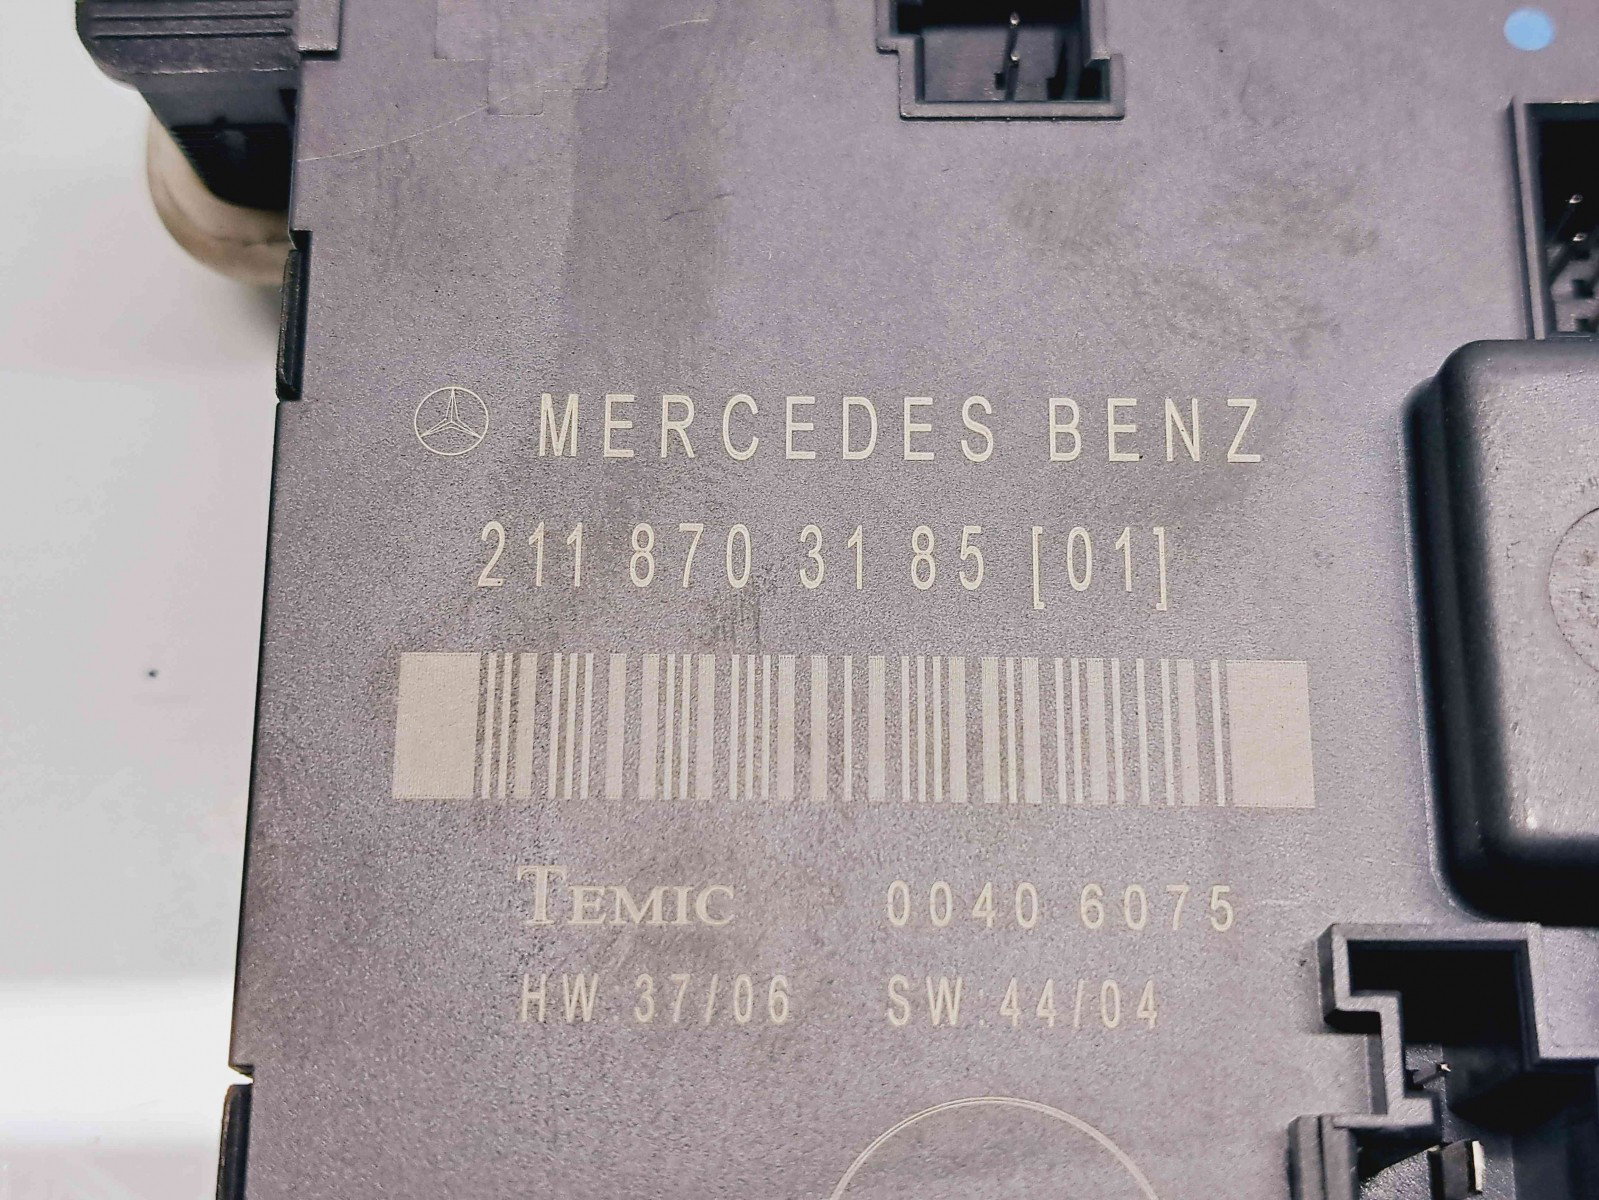 MERCEDES BENZ
211 870 31 85 [01]
TEMIC 0040 6075
HW 37/06 SW 44/04